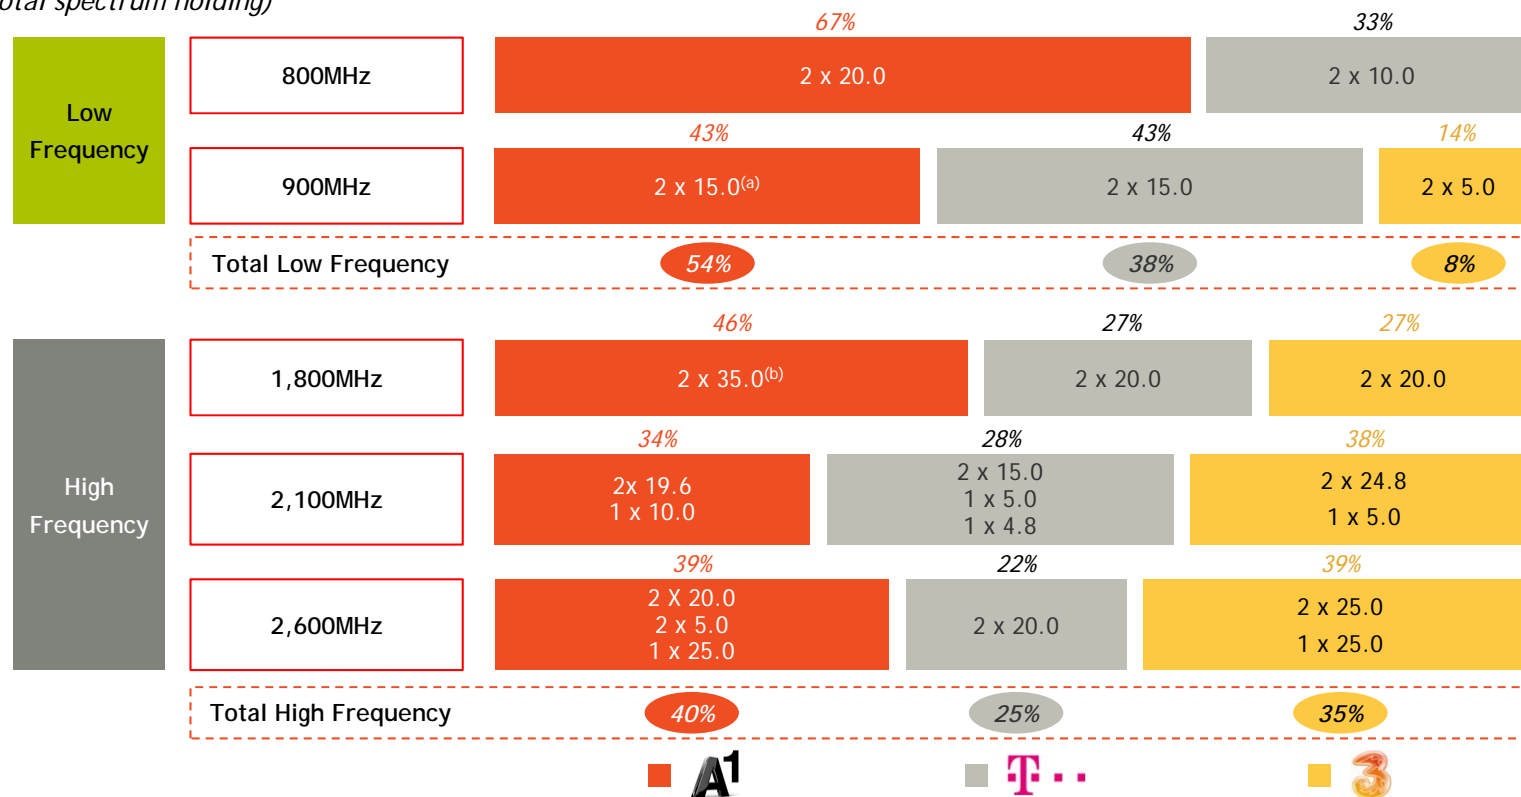 otal spectrum holding)
67% 33%
800MHz 2 x 20.0 2 x 10.0
Low
Frequency
43% 43% 14%
900MHz 2 x 15.0(a) 2 x 15.0 2 x 5.0
Total Low Frequency 54% 38% 8%
46% 27% 27%
1,800MHz 2 x 35.0(b) 2 x 20.0 2 x 20.0
34% 28% 38%
High
Frequency
2,100MHz
2x 19.6
1 x 10.0
2 x 15.0
1 x 5.0
1 x 4.8
2 x 24.8
1 x 5.0
39% 22% 39%
2,600MHz
2 X 20.0
2 x 5.0
1 x 25.0
2 x 20.0
2 x 25.0
1 x 25.0
Total High Frequency 40% 25% 35%
A1 T 3